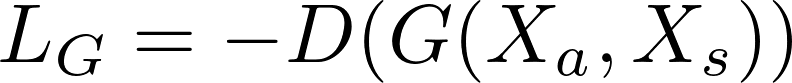 L_G = -D(G(X_a, X_s))